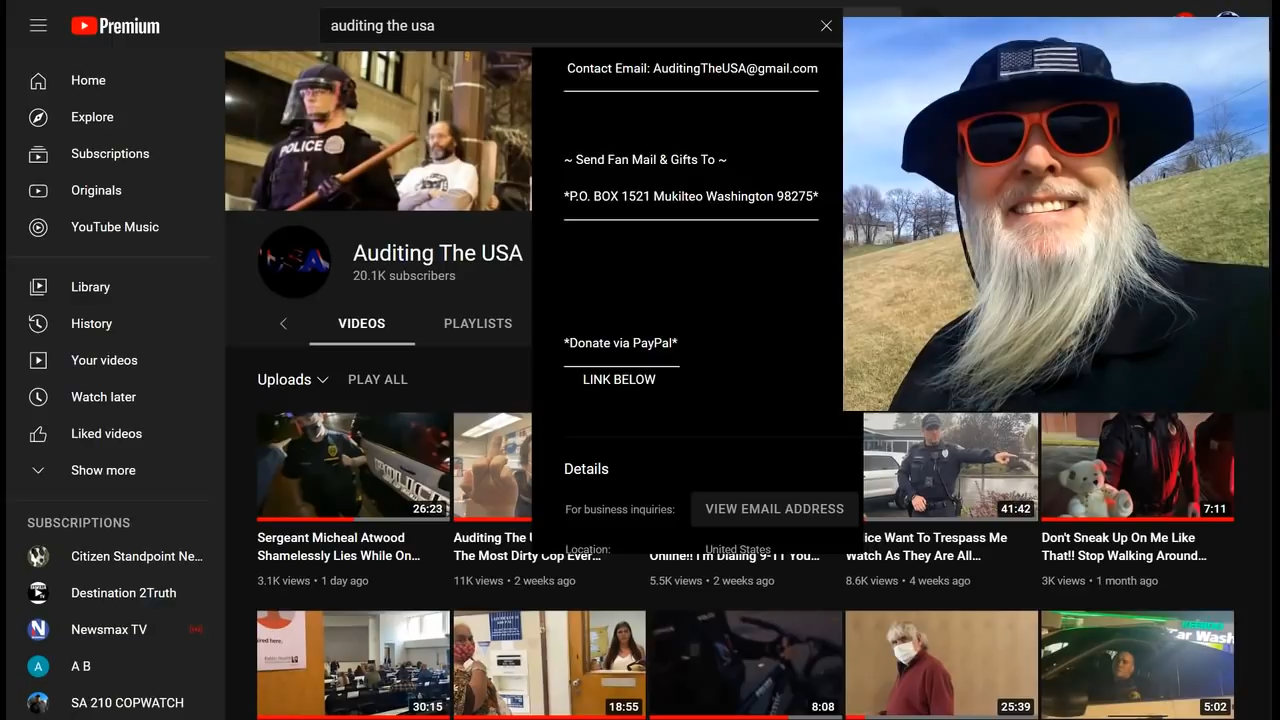 Premium
auditing the usa
Home
Explore
Subscriptions
Originals
YouTube Music
Library
History
Your videos
Watch later
Liked videos
Show more
SUBSCRIPTIONS
Citizen Standpoint Ne...
Destination 2Truth
Newsmax TV
A
A B
SA 210 COPWATCH
POLICE
USA
Auditing The USA
20.1K subscribers
VIDEOS
PLAYLISTS
Uploads
PLAY ALL
Contact Email: AuditingTheUSA@gmail.com
~ Send Fan Mail & Gifts To ~
*P.O. BOX 1521 Mukilteo Washington 98275*
*Donate via PayPal*
LINK BELOW
Details
For business inquiries:
VIEW EMAIL ADDRESS
Location:
United States
26:23
41:42
7:11
Sergeant Micheal Atwood
Shamelessly Lies While On...
3.1K views • 1 day ago
Auditing The
The Most Dirty Cop Ever...
11K views • 2 weeks ago
Online!! I'm Dialing 9-11 You...
5.5K views • 2 weeks ago
Want To Trespass Me
Watch As They Are All...
8.6K views • 4 weeks ago
Don't Sneak Up On Me Like
That!! Stop Walking Around...
3K views • 1 month ago
30:15
18:55
8:08
25:39
Car Wash
5:02